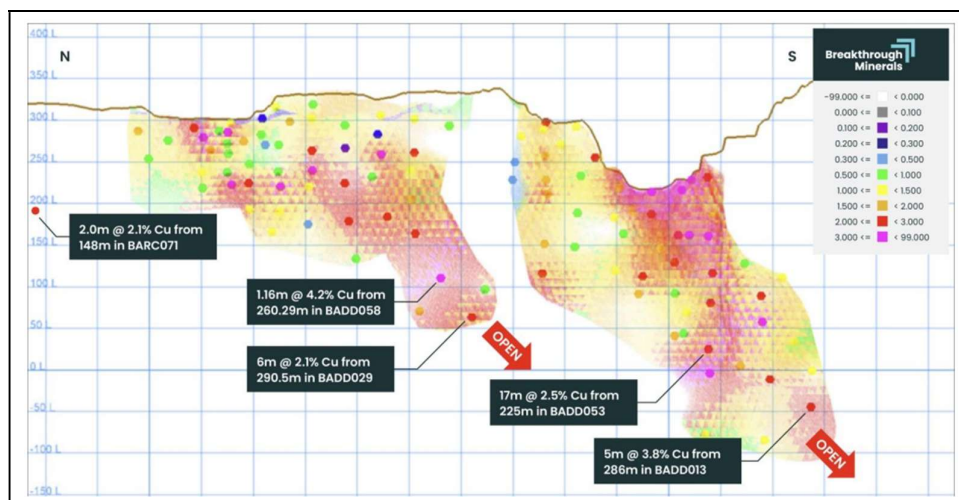 400 L
350 L
300 L
250 L
200 L
150 L
100 L
50 L
0 L
-50 L
-100 L
-150 L
N
S
Breakthrough
Minerals
-99.000 <= < 0.000
0.000 <= < 0.100
0.100 <= < 0.200
0.200 <= < 0.300
0.300 <= < 0.500
0.500 <= < 1.000
1.000 <= < 1.500
1.500 <= < 2.000
2.000 <= < 3.000
3.000 <= < 99.000
2.0m @ 2.1% Cu from
148m in BARC071
1.16m @ 4.2% Cu from
260.29m in BADD058
6m @ 2.1% Cu from
290.5m in BADD029
OPEN
17m @ 2.5% Cu from
225m in BADD053
5m @ 3.8% Cu from
286m in BADD013
OPEN